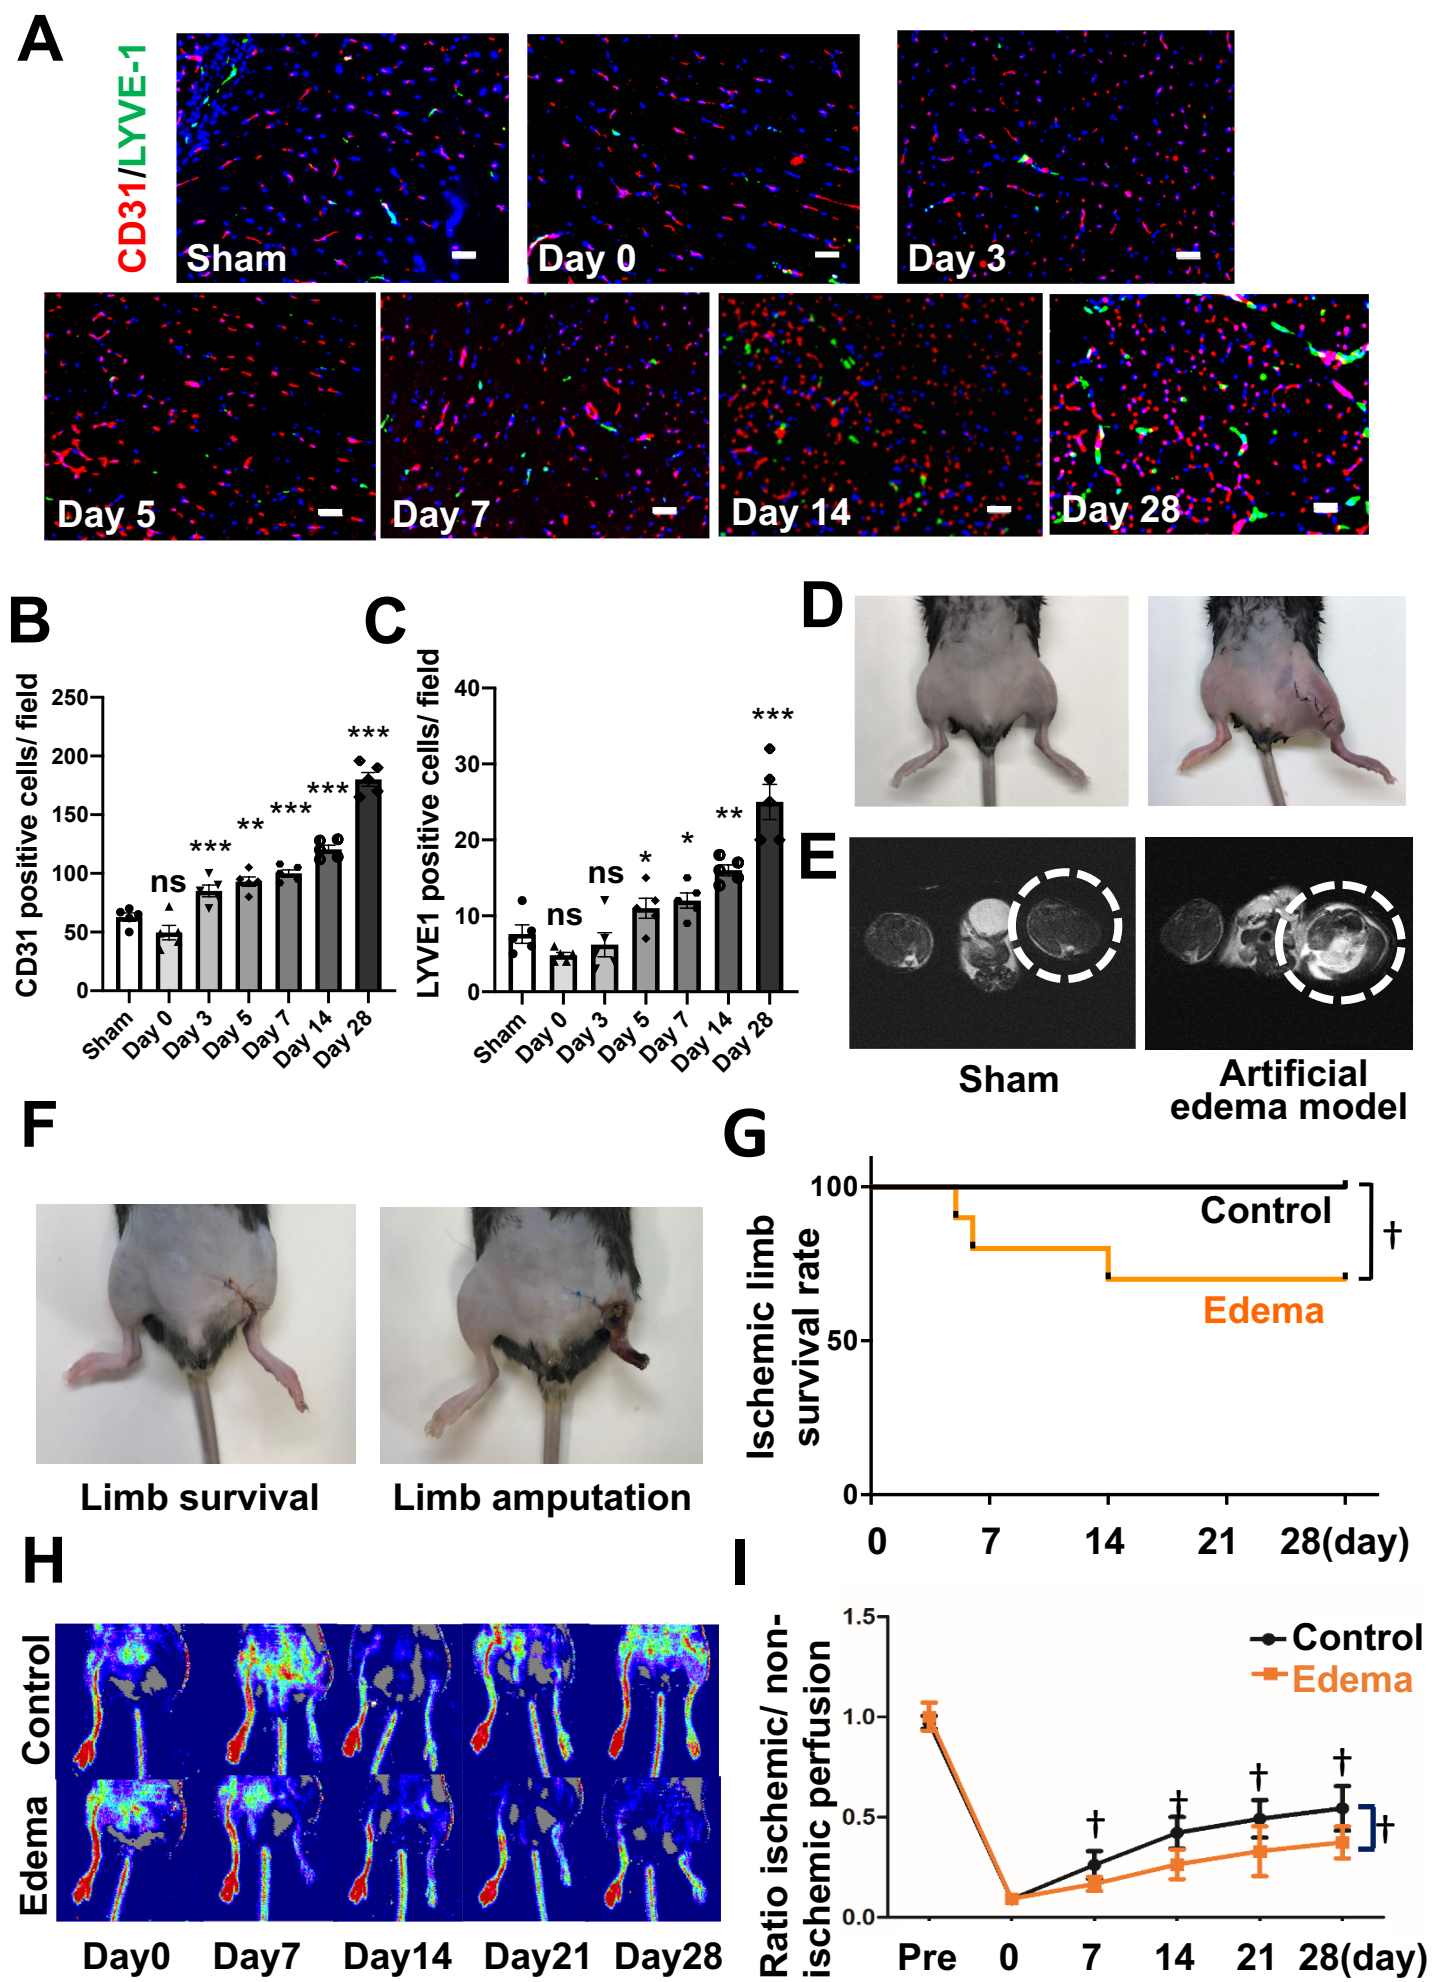 A
CD31/LYVE-1
Sham
Day 0
Day 3
Day 5
Day 7
Day 14
Day 28
B
CD31 positive cells/ field
250
200
150
100
50
0
ns
***
**
***
***
***
Sham
Day 0
Day 3
Day 5
Day 7
Day 14
Day 28
C
LYVE1 positive cells/ field
40
30
20
10
0
ns
ns
*
*
**
***
Sham
Day 0
Day 3
Day 5
Day 7
Day 14
Day 28
D
E
Sham
Artificial
edema model
F
Limb survival
Limb amputation
G
Ischemic limb
survival rate
100
50
0
Control
Edema
†
0 7 14 21 28(day)
H
Control
Edema
Day0 Day7 Day14 Day21 Day28
I
Ratio ischemic/ non-
ischemic perfusion
1.5
1.0
0.5
0.0
Control
Edema
†
†
†
†
†
Pre 0 7 14 21 28(day)